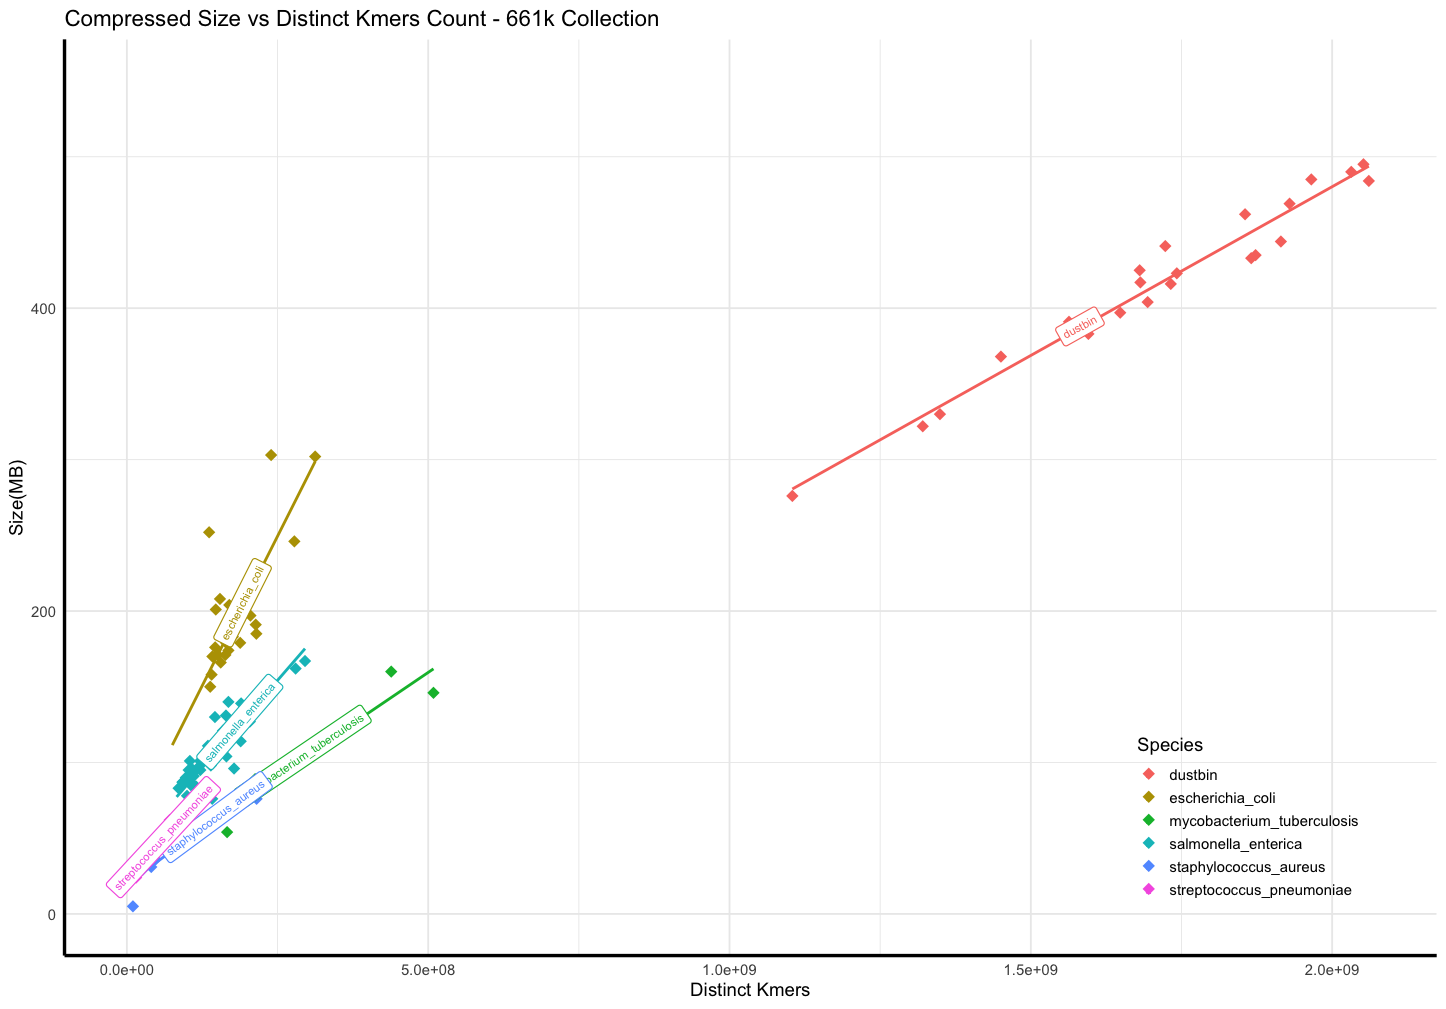 Compressed Size vs Distinct Kmers Count - 661k Collection
Size(MB)
400
200
0
dustbin
escherichia_coli
salmonella_enterica
bacterium_tuberculosis
staphylococcus_aureus
streptococcus_pneumoniae
Species
dustbin
escherichia_coli
mycobacterium_tuberculosis
salmonella_enterica
staphylococcus_aureus
streptococcus_pneumoniae
0.0e+00 5.0e+08 1.0e+09 1.5e+09 2.0e+09
Distinct Kmers